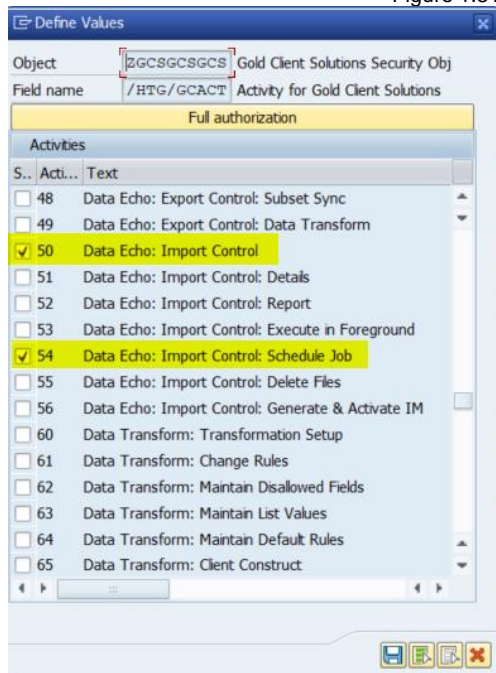 Define Values
Object ZGCSGCSGCS Gold Client Solutions Security Obj
Field name /HTG/GCACT Activity for Gold Client Solutions
Full authorization
Activities
S.. Acti... Text
48 Data Echo: Export Control: Subset Sync
49 Data Echo: Export Control: Data Transform
50 Data Echo: Import Control
51 Data Echo: Import Control: Details
52 Data Echo: Import Control: Report
53 Data Echo: Import Control: Execute in Foreground
54 Data Echo: Import Control: Schedule Job
55 Data Echo: Import Control: Delete Files
56 Data Echo: Import Control: Generate & Activate IM
60 Data Transform: Transformation Setup
61 Data Transform: Change Rules
62 Data Transform: Maintain Disallowed Fields
63 Data Transform: Maintain List Values
64 Data Transform: Maintain Default Rules
65 Data Transform: Client Construct